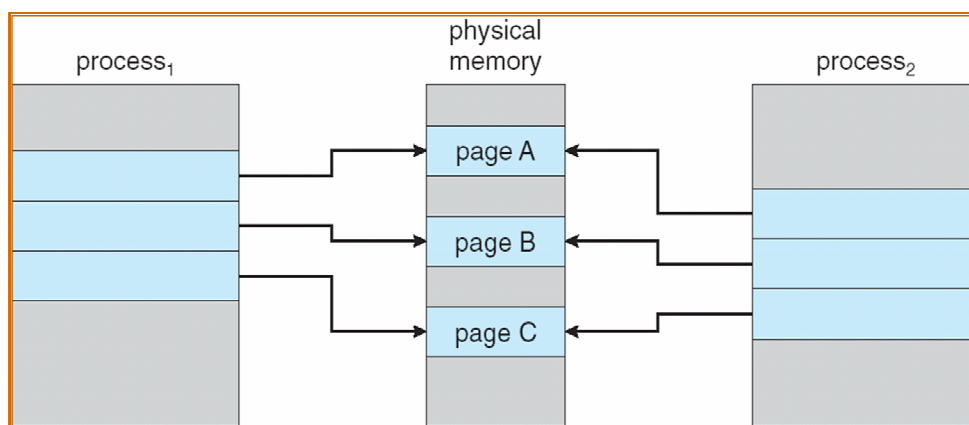 process₁
physical
memory
process₂
page A
page B
page C